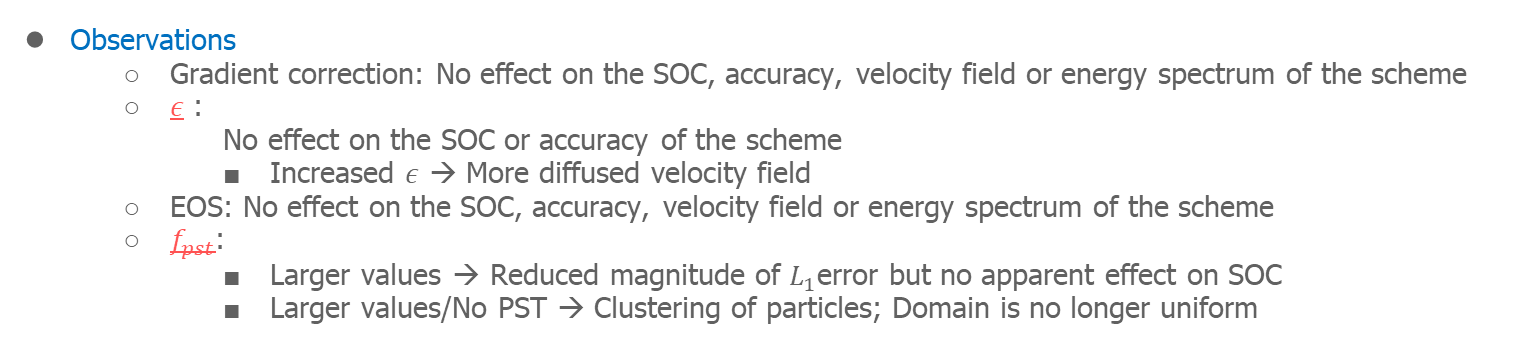 ● Observations
○ Gradient correction: No effect on the SOC, accuracy, velocity field or energy spectrum of the scheme
○ ϵ :
No effect on the SOC or accuracy of the scheme
■ Increased ϵ → More diffused velocity field
○ EOS: No effect on the SOC, accuracy, velocity field or energy spectrum of the scheme
○ f_pst:
■ Larger values → Reduced magnitude of L₁ error but no apparent effect on SOC
■ Larger values/No PST → Clustering of particles; Domain is no longer uniform